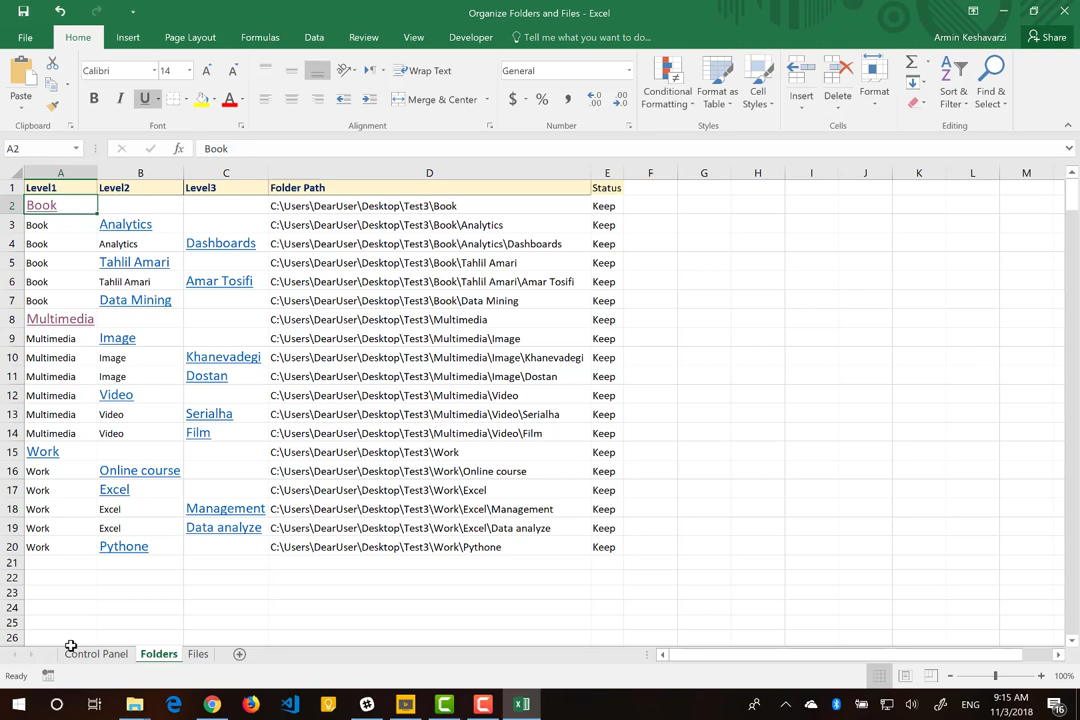 Organize Folders and Files - Excel
File Home Insert Page Layout Formulas Data Review View Developer Tell me what you want to do... Armin Keshavarzi Share
Calibri 14 Wrap Text General
Paste B I U Merge & Center $ % Conditional Formatting Format as Table Cell Styles Insert Delete Format Sort & Filter Find & Select
Clipboard Font Alignment Number Styles Cells Editing
A2 fx Book
A B C D E F G H I J K L M
1 Level1 Level2 Level3 Folder Path Status
2 Book C:\Users\DearUser\Desktop\Test3\Book Keep
3 Book Analytics C:\Users\DearUser\Desktop\Test3\Book\Analytics Keep
4 Book Analytics Dashboards C:\Users\DearUser\Desktop\Test3\Book\Analytics\Dashboards Keep
5 Book Tahlil Amari C:\Users\DearUser\Desktop\Test3\Book\Tahlil Amari Keep
6 Book Tahlil Amari Amar Tosifi C:\Users\DearUser\Desktop\Test3\Book\Tahlil Amari\Amar Tosifi Keep
7 Book Data Mining C:\Users\DearUser\Desktop\Test3\Book\Data Mining Keep
8 Multimedia C:\Users\DearUser\Desktop\Test3\Multimedia Keep
9 Multimedia Image C:\Users\DearUser\Desktop\Test3\Multimedia\Image Keep
10 Multimedia Image Khanevadegi C:\Users\DearUser\Desktop\Test3\Multimedia\Image\Khanevadegi Keep
11 Multimedia Image Dostan C:\Users\DearUser\Desktop\Test3\Multimedia\Image\Dostan Keep
12 Multimedia Video C:\Users\DearUser\Desktop\Test3\Multimedia\Video Keep
13 Multimedia Video Serialha C:\Users\DearUser\Desktop\Test3\Multimedia\Video\Serialha Keep
14 Multimedia Video Film C:\Users\DearUser\Desktop\Test3\Multimedia\Video\Film Keep
15 Work C:\Users\DearUser\Desktop\Test3\Work Keep
16 Work Online course C:\Users\DearUser\Desktop\Test3\Work\Online course Keep
17 Work Excel C:\Users\DearUser\Desktop\Test3\Work\Excel Keep
18 Work Excel Management C:\Users\DearUser\Desktop\Test3\Work\Excel\Management Keep
19 Work Excel Data analyze C:\Users\DearUser\Desktop\Test3\Work\Excel\Data analyze Keep
20 Work Pythone C:\Users\DearUser\Desktop\Test3\Work\Pythone Keep
21
22
23
24
25
26
Control Panel Folders Files
Ready 100%
ENG 9:15 AM
11/3/2018 16